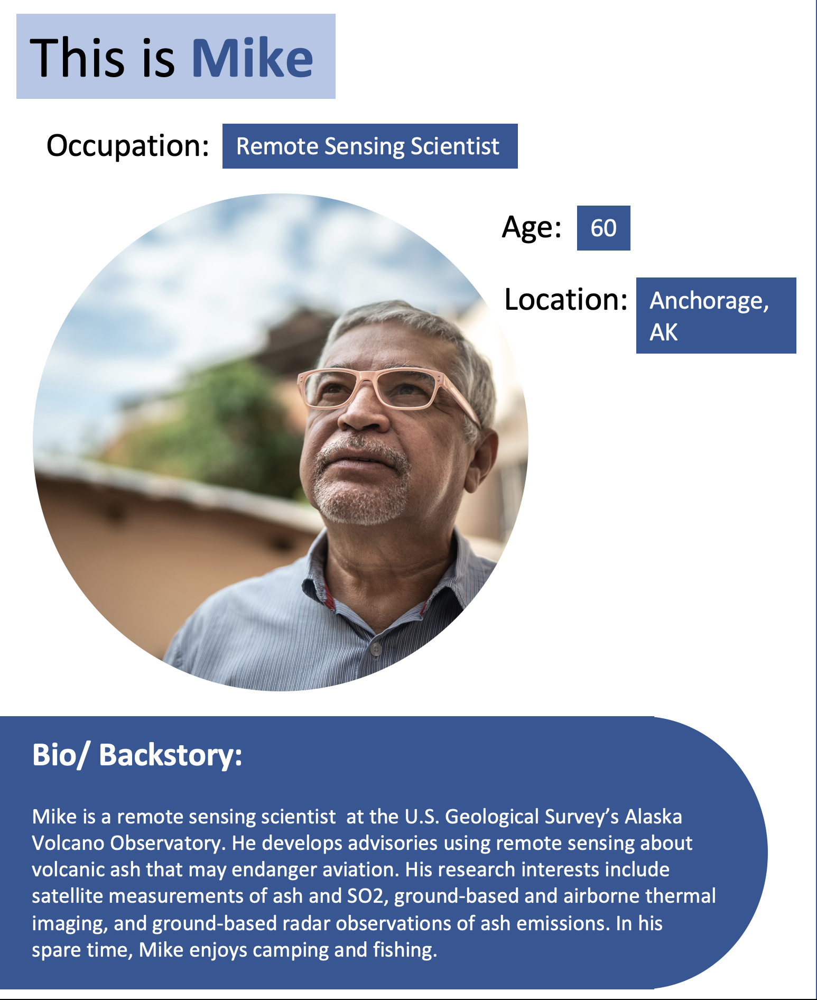 This is Mike
Occupation: Remote Sensing Scientist
Age: 60
Location: Anchorage,
AK
Bio/ Backstory:
Mike is a remote sensing scientist  at the U.S. Geological Survey’s Alaska
Volcano Observatory. He develops advisories using remote sensing about
volcanic ash that may endanger aviation. His research interests include
satellite measurements of ash and SO2, ground-based and airborne thermal
imaging, and ground-based radar observations of ash emissions. In his
spare time, Mike enjoys camping and fishing.